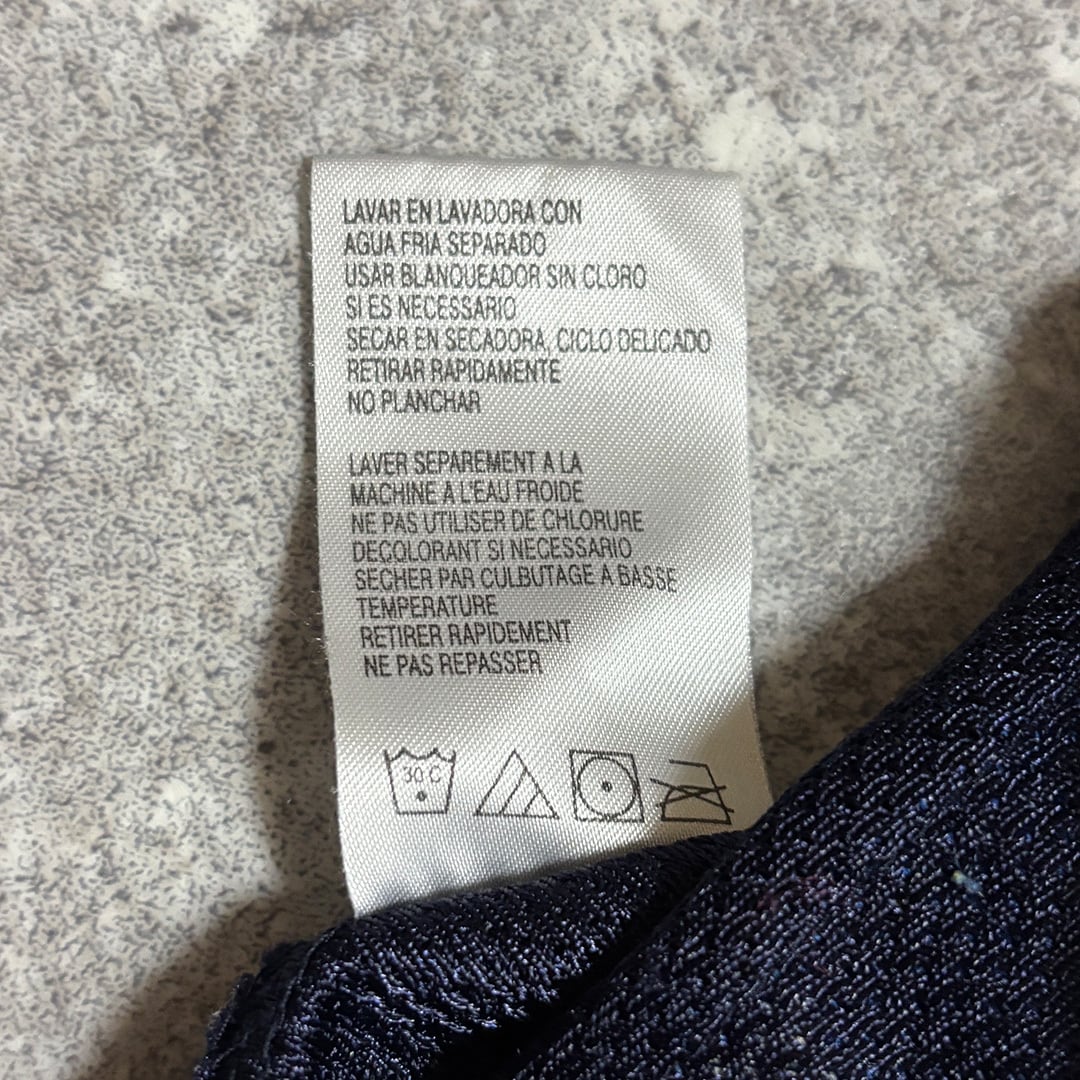 LAVAR EN LAVADORA CON
AGUA FRIA SEPARADO
USAR BLANQUEADOR SIN CLORO
SI ES NECESSARIO
SECAR EN SECADORA, CICLO DELICADO
RETIRAR RAPIDAMENTE
NO PLANCHAR
LAVER SEPAREMENT A LA
MACHINE A L'EAU FROIDE
NE PAS UTILISER DE CHLORURE
DECOLORANT SI NECESSARIO
SECHER PAR CULBUTAGE A BASSE
TEMPERATURE
RETIRER RAPIDEMENT
NE PAS REPASSER
30 C